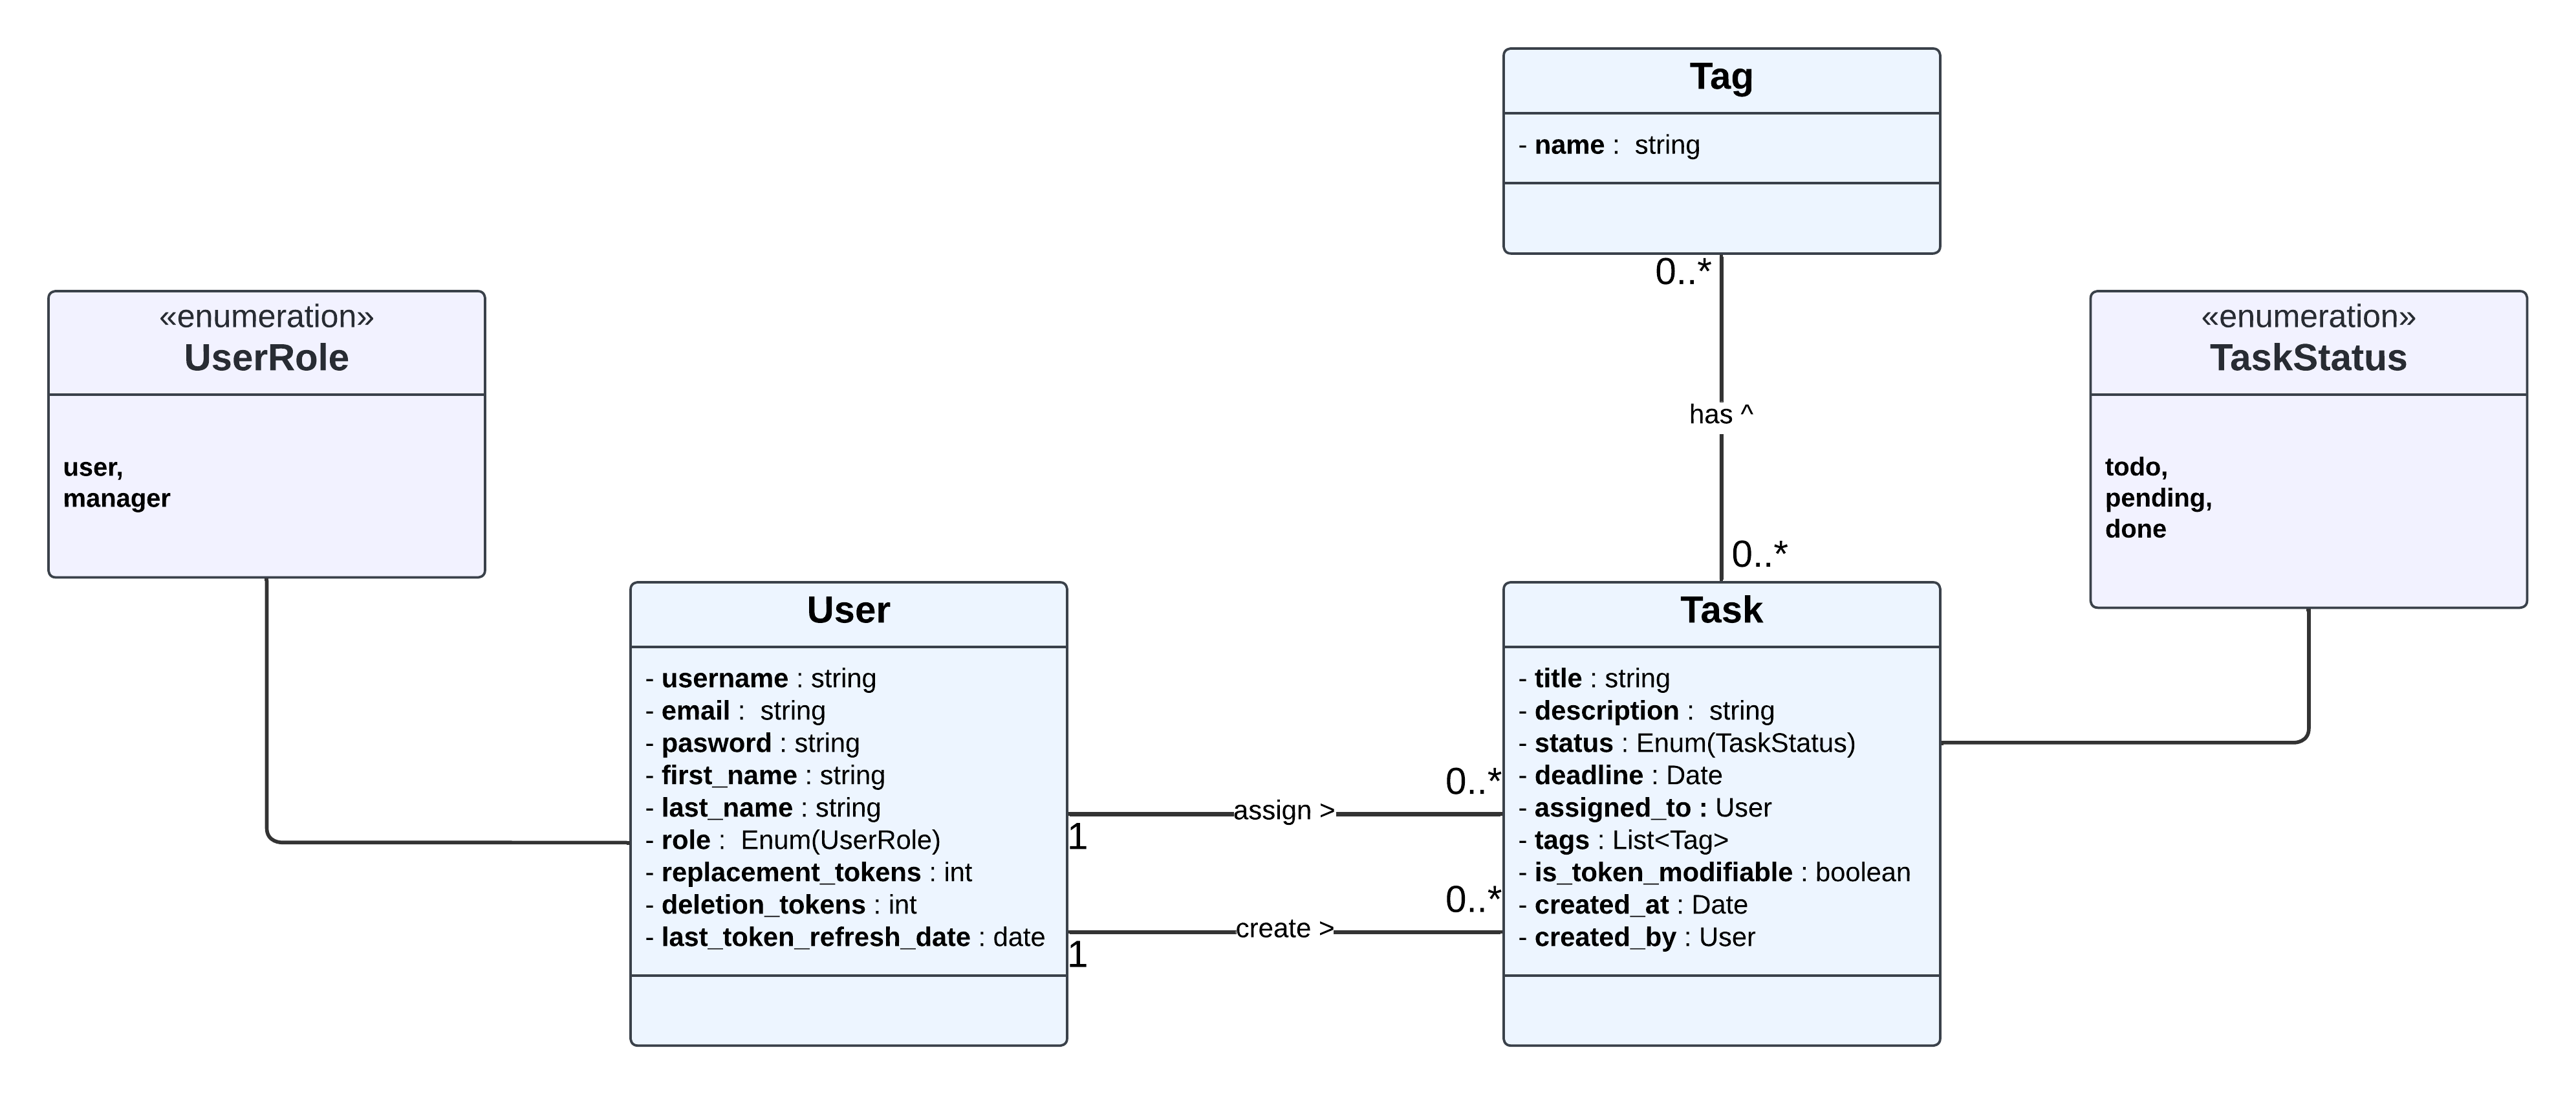 Tag
- name :  string
0..*
has ^
0..*
«enumeration»
UserRole
user,
manager
«enumeration»
TaskStatus
todo,
pending,
done
User
- username : string
- email :  string
- pasword : string
- first_name : string
- last_name : string
- role :  Enum(UserRole)
- replacement_tokens : int
- deletion_tokens : int
- last_token_refresh_date : date
0..*
assign >
1
0..*
create >
1
Task
- title : string
- description :  string
- status : Enum(TaskStatus)
- deadline : Date
- assigned_to : User
- tags : List<Tag>
- is_token_modifiable : boolean
- created_at : Date
- created_by : User